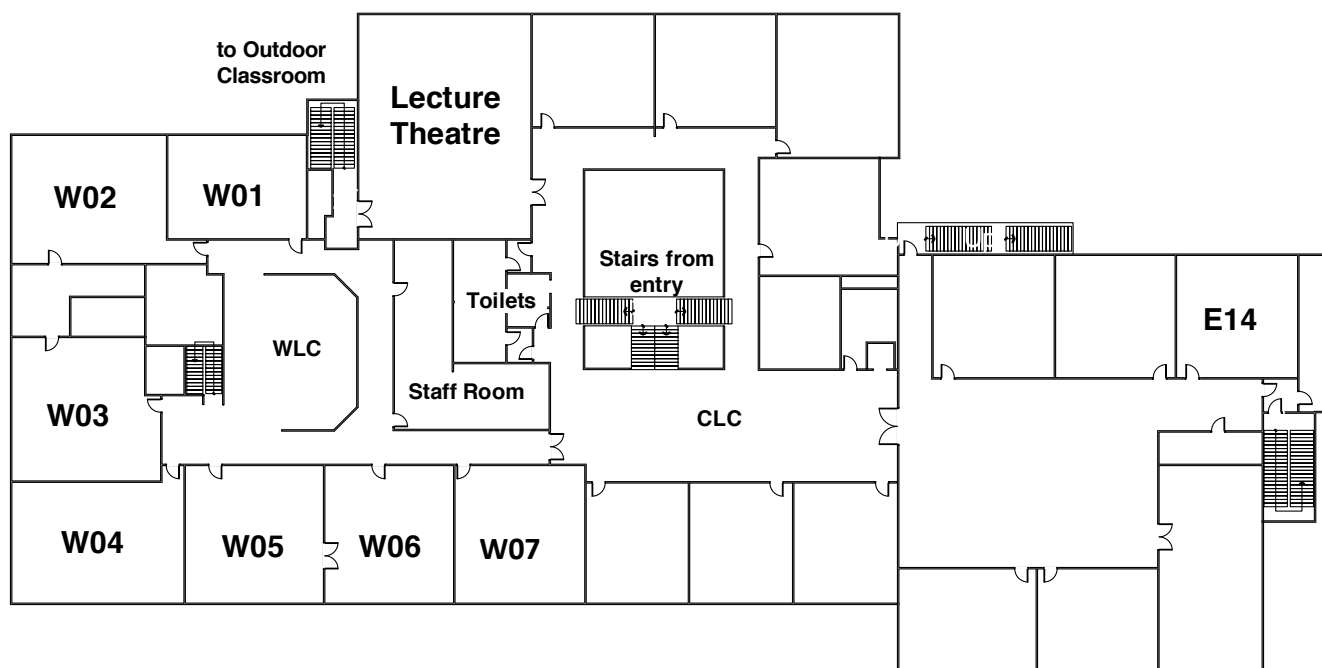 to Outdoor
Classroom
Lecture
Theatre
W02
W01
Stairs from
entry
Toilets
E14
WLC
Staff Room
W03
CLC
W04
W05
W06
W07